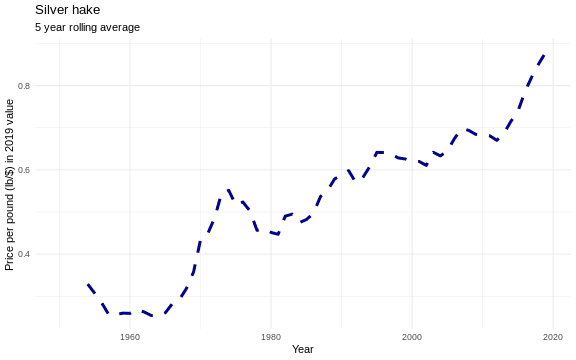 Silver hake
5 year rolling average
Price per pound (lb/$) in 2019 value
0.8
0.6
0.4
1960
1980
2000
2020
Year